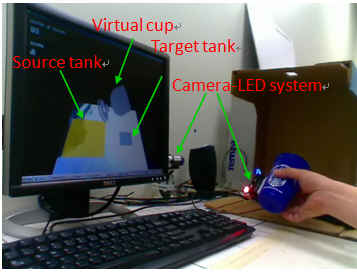 Virtual cup
Target tank
Source tank
Camera-LED system